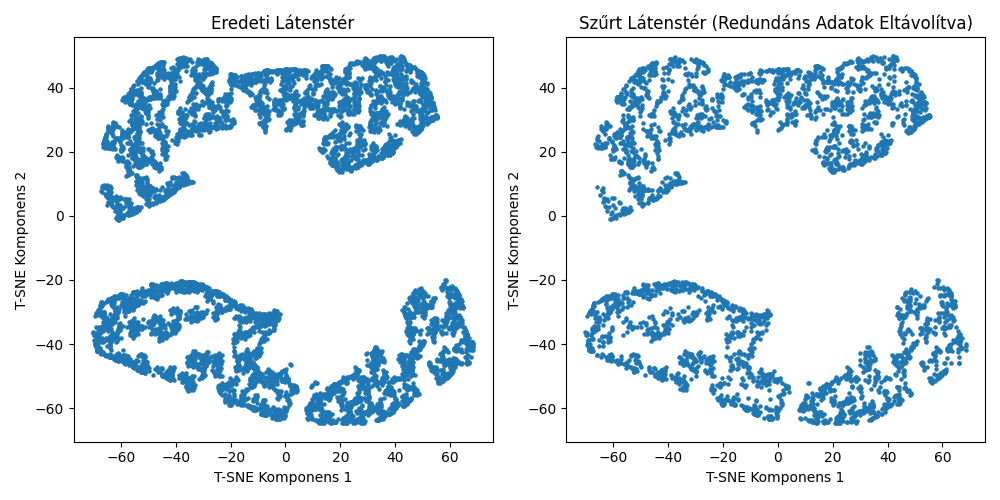 Eredeti Látenstér
T-SNE Komponens 2
40
20
0
−20
−40
−60
−60 −40 −20 0 20 40 60
T-SNE Komponens 1
Szűrt Látenstér (Redundáns Adatok Eltávolítva)
T-SNE Komponens 2
40
20
0
−20
−40
−60
−60 −40 −20 0 20 40 60
T-SNE Komponens 1